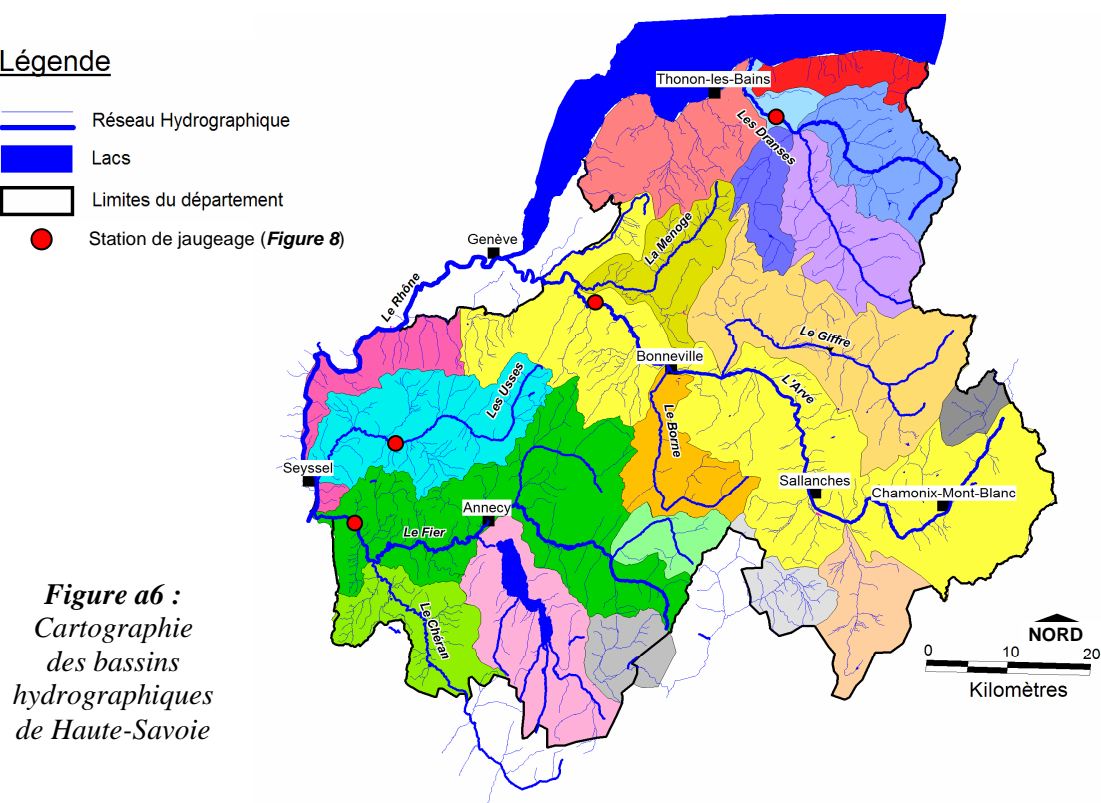 Légende
Réseau Hydrographique
Lacs
Limites du département
Station de jaugeage (Figure 8)
Thonon-les-Bains
Les Dranses
Genève
La Menoge
Le Rhône
Le Giffre
Bonneville
L'Arve
Les Usses
Le Borne
Seyssel
Sallanches
Chamonix-Mont-Blanc
Annecy
Le Fier
Le Chéran
Figure a6 :
Cartographie
des bassins
hydrographiques
de Haute-Savoie
NORD
0 10 20
Kilomètres